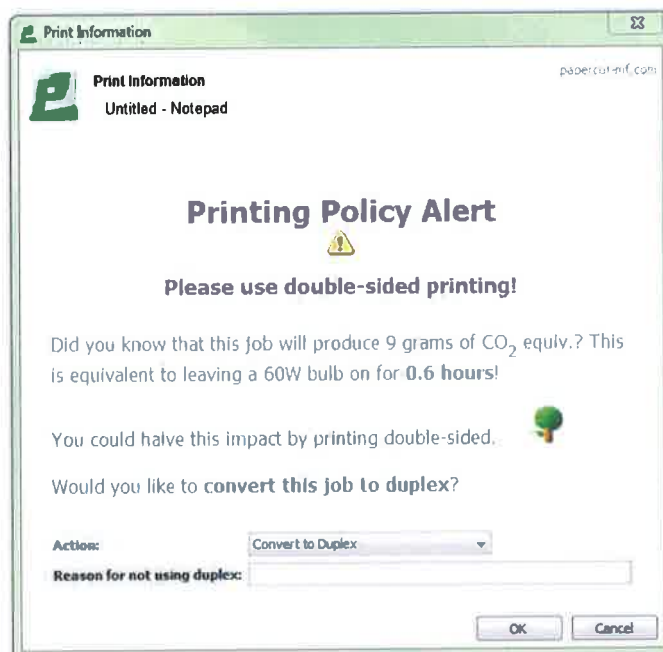 Print Information
Print Information
papercut-mf.com
Untitled - Notepad
Printing Policy Alert
Please use double-sided printing!
Did you know that this job will produce 9 grams of CO2 equiv.? This
is equivalent to leaving a 60W bulb on for 0.6 hours!
You could halve this impact by printing double-sided.
Would you like to convert this job to duplex?
Action: Convert to Duplex
Reason for not using duplex:
OK Cancel